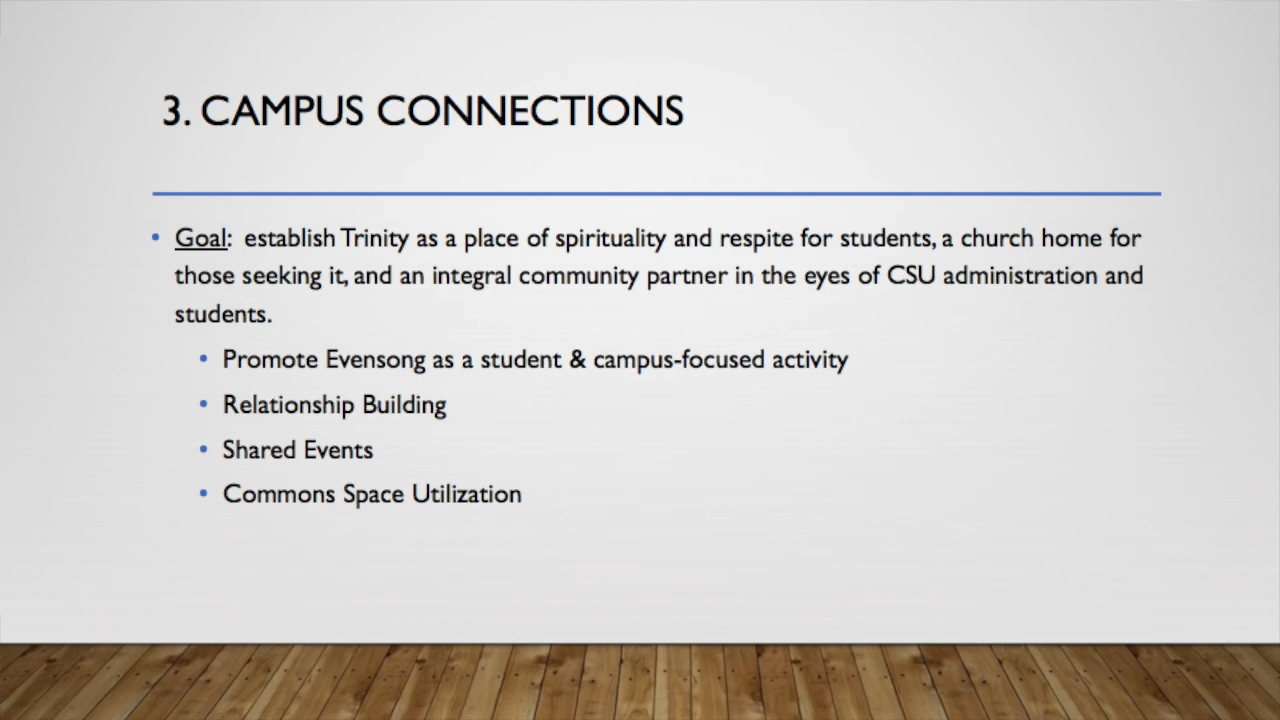 3. CAMPUS CONNECTIONS
• Goal: establish Trinity as a place of spirituality and respite for students, a church home for
those seeking it, and an integral community partner in the eyes of CSU administration and
students.
• Promote Evensong as a student & campus-focused activity
• Relationship Building
• Shared Events
• Commons Space Utilization